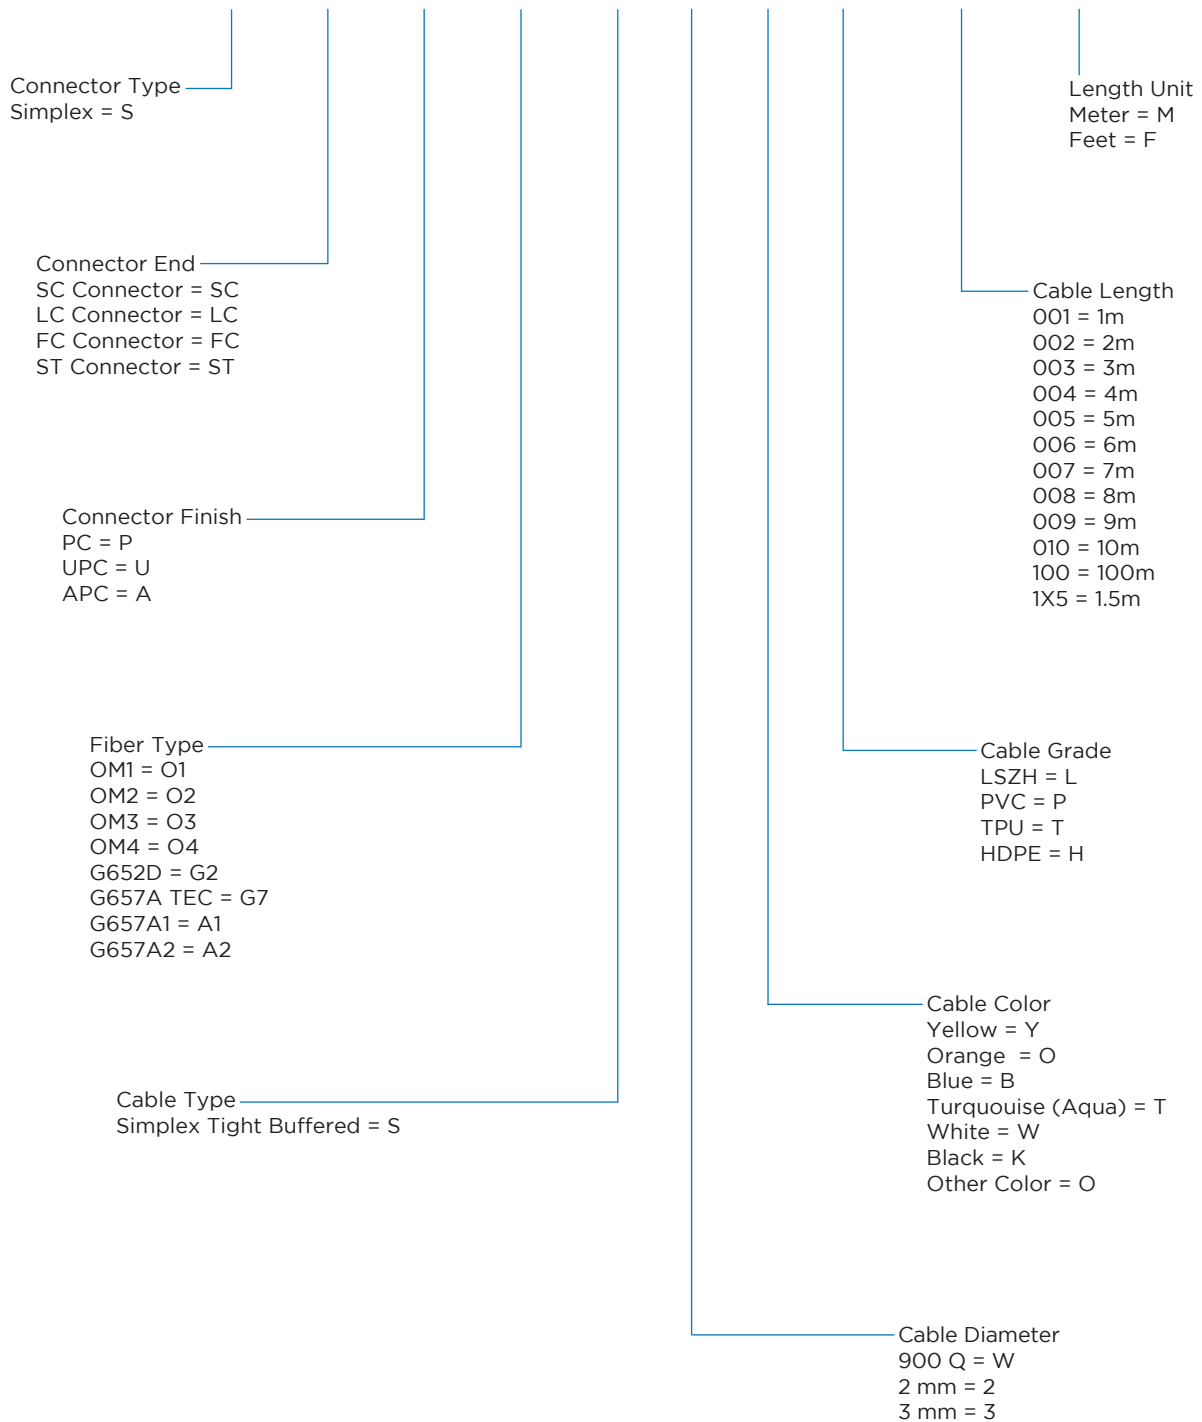 Connector Type
Simplex = S
Length Unit
Meter = M
Feet = F
Connector End
SC Connector = SC
LC Connector = LC
FC Connector = FC
ST Connector = ST
Cable Length
001 = 1m
002 = 2m
003 = 3m
004 = 4m
005 = 5m
006 = 6m
007 = 7m
008 = 8m
009 = 9m
010 = 10m
100 = 100m
1X5 = 1.5m
Connector Finish
PC = P
UPC = U
APC = A
Fiber Type
OM1 = O1
OM2 = O2
OM3 = O3
OM4 = O4
G652D = G2
G657A TEC = G7
G657A1 = A1
G657A2 = A2
Cable Grade
LSZH = L
PVC = P
TPU = T
HDPE = H
Cable Color
Yellow = Y
Orange = O
Blue = B
Turquouise (Aqua) = T
White = W
Black = K
Other Color = O
Cable Type
Simplex Tight Buffered = S
Cable Diameter
900 Q = W
2 mm = 2
3 mm = 3